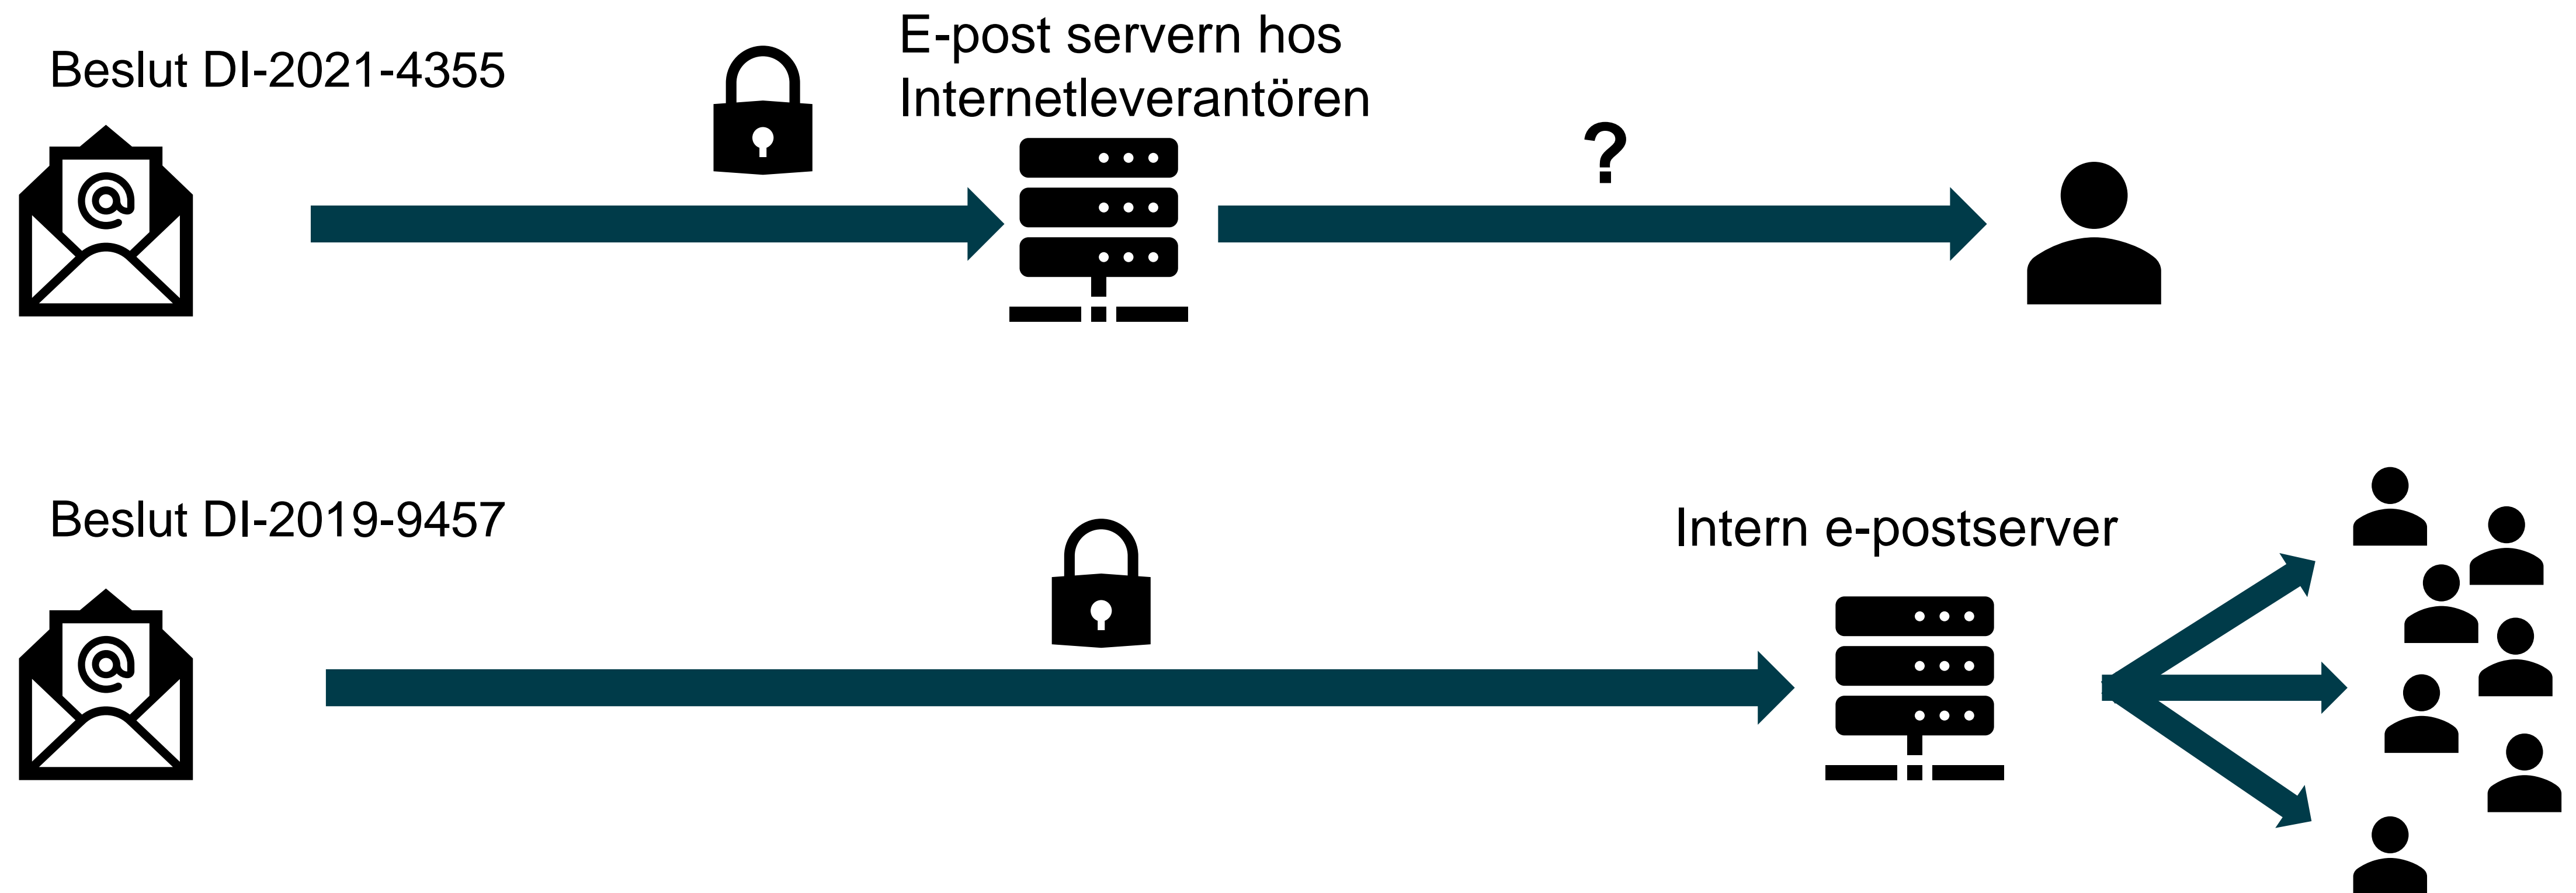 Beslut DI-2021-4355
E-post servern hos
Internetleverantören
?
@
Beslut DI-2019-9457
Intern e-postserver
@